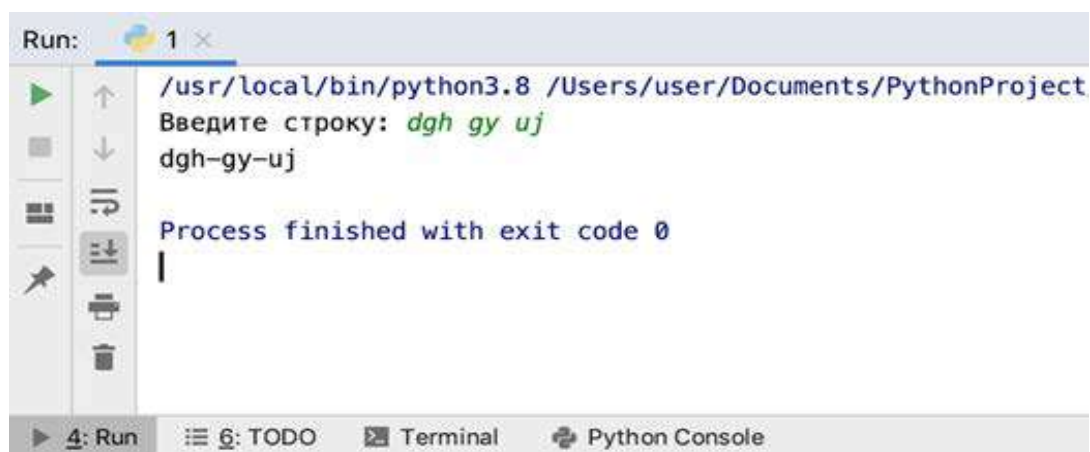 Run: 1
/usr/local/bin/python3.8 /Users/user/Documents/PythonProject
Введите строку: dgh gy uj
dgh-gy-uj
Process finished with exit code 0
4: Run 6: TODO Terminal Python Console